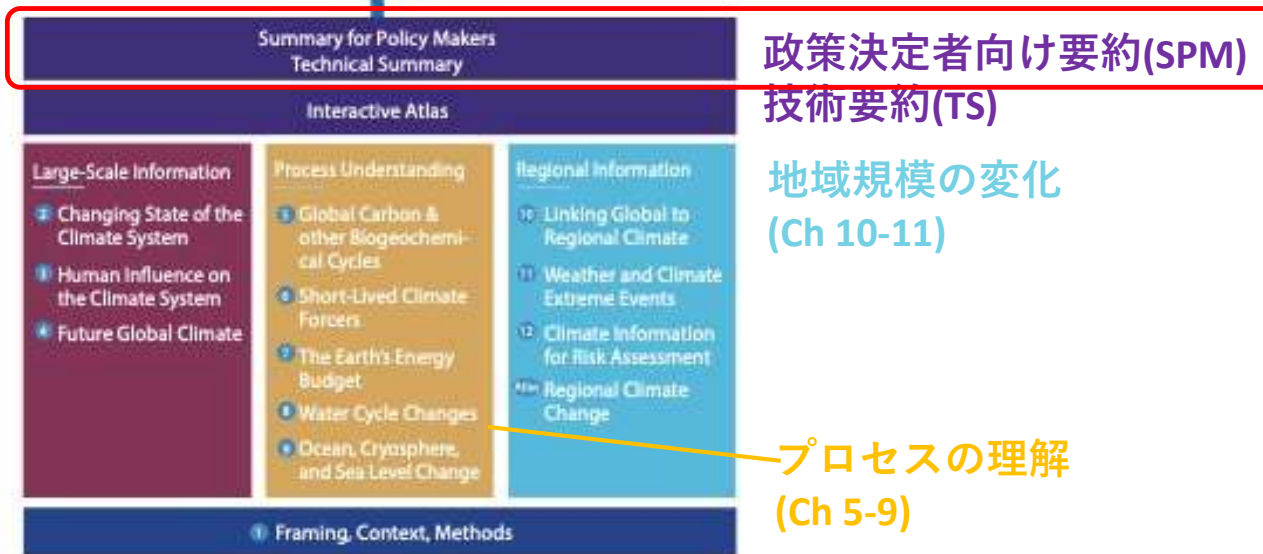 Summary for Policy Makers
Technical Summary
Interactive Atlas
政策決定者向け要約(SPM)
技術要約(TS)
Large-Scale Information
2 Changing State of the
Climate System
3 Human Influence on
the Climate System
4 Future Global Climate
Process Understanding
5 Global Carbon &
other Biogeochemi-
cal Cycles
6 Short-Lived Climate
Forcers
7 The Earth's Energy
Budget
8 Water Cycle Changes
9 Ocean, Cryosphere,
and Sea Level Change
Regional Information
10 Linking Global to
Regional Climate
11 Weather and Climate
Extreme Events
12 Climate Information
for Risk Assessment
Atlas Regional Climate
Change
地域規模の変化
(Ch 10-11)
プロセスの理解
(Ch 5-9)
1 Framing, Context, Methods